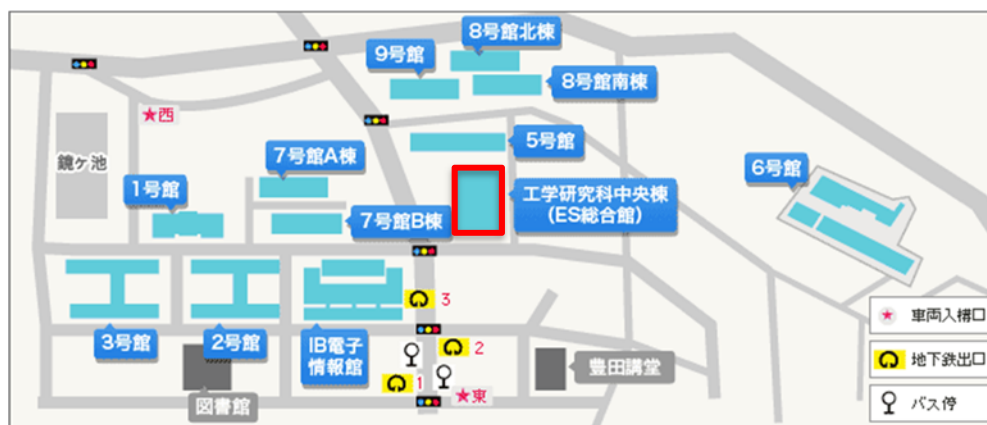 8号館北棟
9号館
8号館南棟
★西
5号館
鏡ヶ池
7号館A棟
6号館
1号館
工学研究科中央棟
(ES総合館)
7号館B棟
3
3号館
2号館
IB電子
情報館
2
豊田講堂
1
★東
図書館
★ 車両入構口
地下鉄出口
バス停